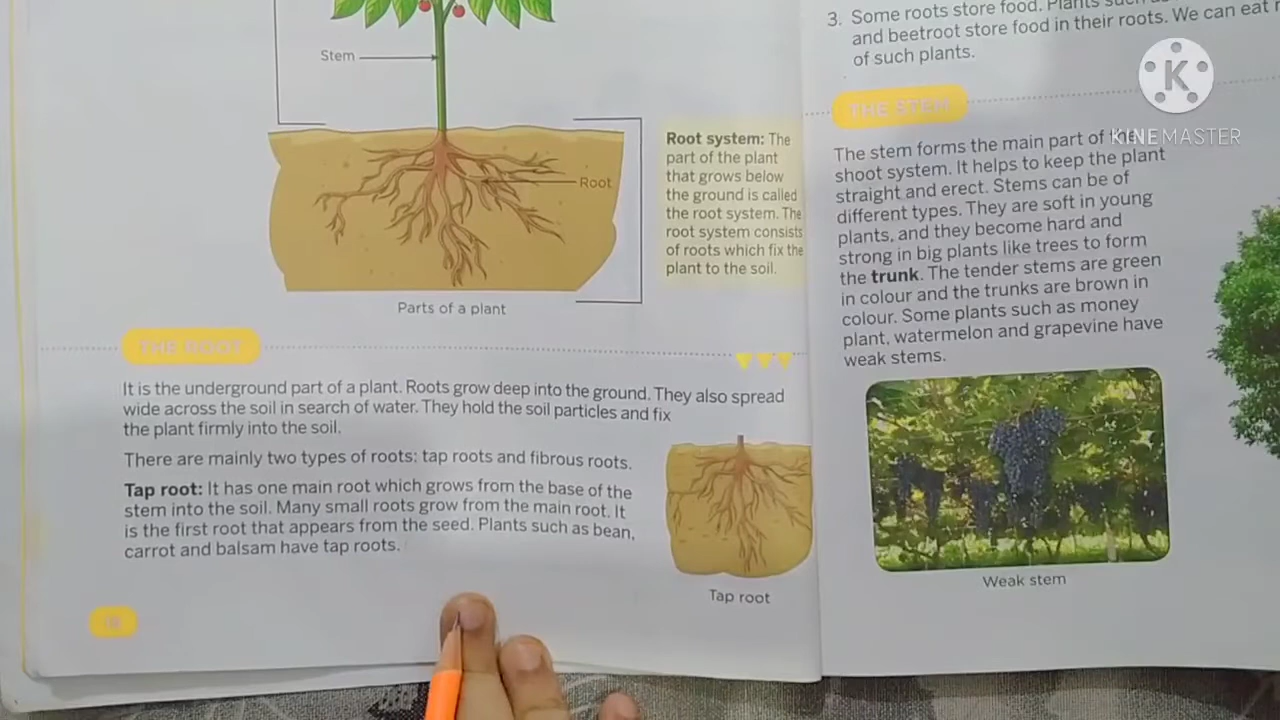 Stem
Root
Parts of a plant
Root system: The
part of the plant
that grows below
the ground is called
the root system. The
root system consists
of roots which fix the
plant to the soil.
THE ROOT
It is the underground part of a plant. Roots grow deep into the ground. They also spread
wide across the soil in search of water. They hold the soil particles and fix
the plant firmly into the soil.
There are mainly two types of roots: tap roots and fibrous roots.
Tap root: It has one main root which grows from the base of the
stem into the soil. Many small roots grow from the main root. It
is the first root that appears from the seed. Plants such as bean,
carrot and balsam have tap roots.
Tap root
3. Some roots store food. Plants such
and beetroot store food in their roots. We can eat
of such plants.
THE STEM
The stem forms the main part of the
shoot system. It helps to keep the plant
straight and erect. Stems can be of
different types. They are soft in young
plants, and they become hard and
strong in big plants like trees to form
the trunk. The tender stems are green
in colour and the trunks are brown in
colour. Some plants such as money
plant, watermelon and grapevine have
weak stems.
Weak stem
K
KINEMASTER